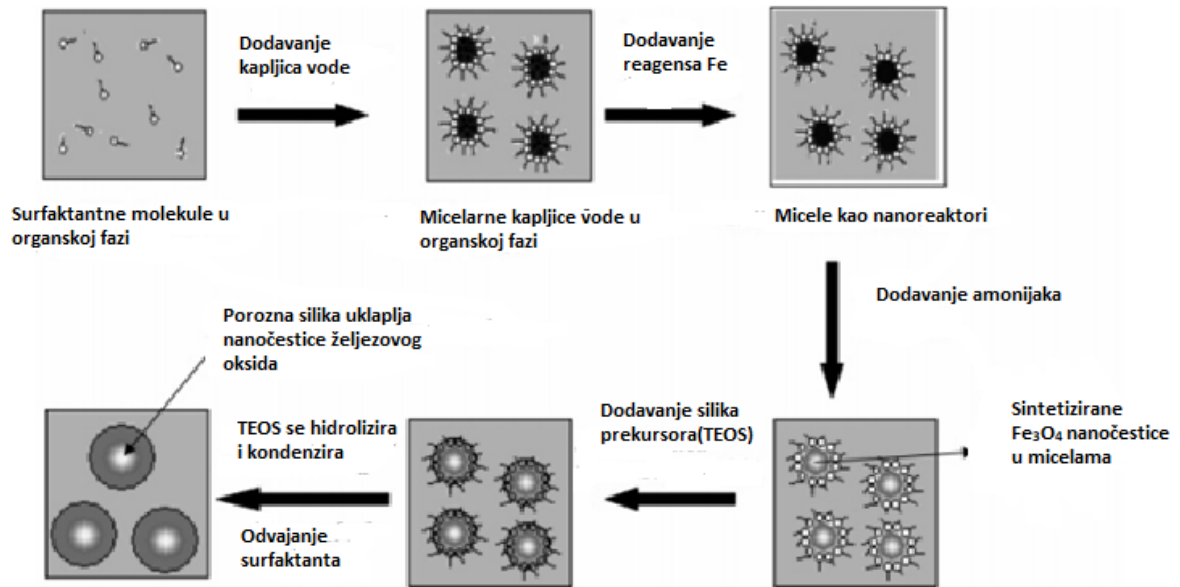 Dodavanje
kapljica vode
Dodavanje
reagensa Fe
Surfaktantne molekule u
organskoj fazi
Micelarne kapljice vode u
organskoj fazi
Micele kao nanoreaktori
Dodavanje amonijaka
Porozna silika uklaplja
nanočestice željezovog
oksida
TEOS se hidrolizira
i kondenzira
Odvajanje
surfaktanta
Dodavanje silika
prekursora(TEOS)
Sintetizirane
Fe₃O₄ nanočestice
u micelama